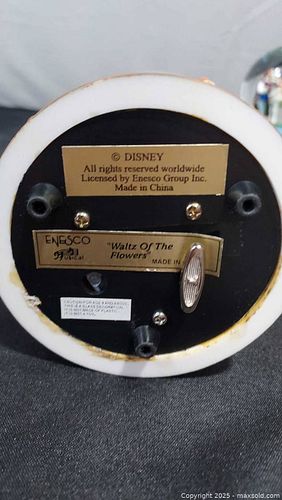 © DISNEY
All rights reserved worldwide
Licensed by Enesco Group Inc.
Made in China
ENESCO
Musical
"Waltz Of The
Flowers"
MADE IN
Copyright © 2025 - maxsold.com